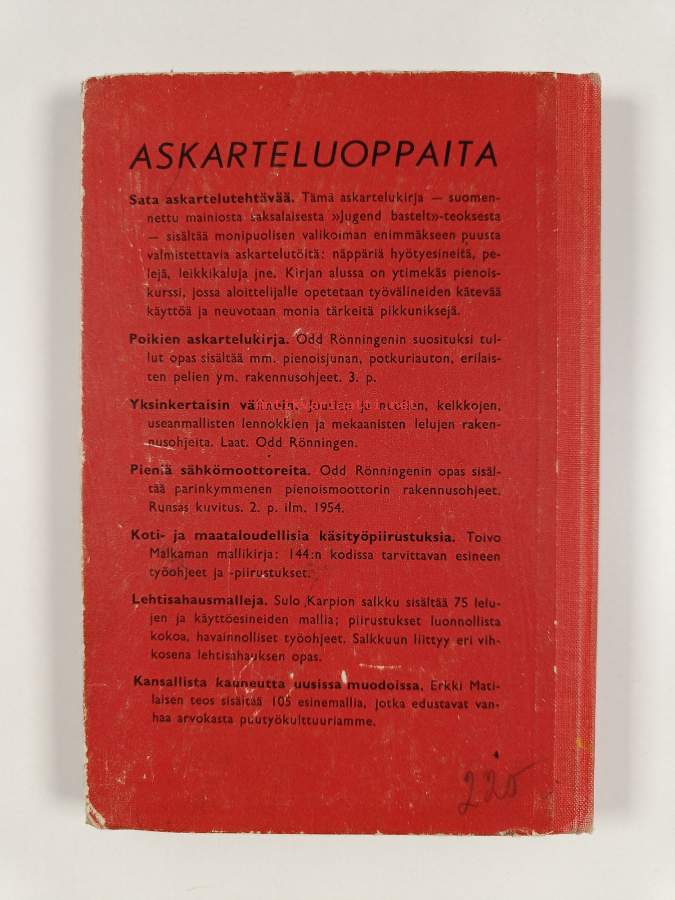 ASKARTELUOPPAITA
Sata askartelutehtävää. Tämä askartelukirja — suomen-
nettu mainiosta saksalaisesta »Jugend bastelt»-teoksesta
— sisältää monipuolisen valikoiman enimmäkseen puusta
valmistettavia askartelutöitä: näppäriä hyötyesineitä, pe-
lejä, leikkikaluja jne. Kirjan alussa on ytimekäs pienois-
kurssi, jossa aloittelijalle opetetaan työvälineiden kätevää
käyttöä ja neuvotaan monia tärkeitä pikkuniksejä.
Poikien askartelukirja. Odd Rönningenin suosituksi tul-
lut opas sisältää mm. pienoisjunan, potkuriauton, erilais-
ten pelien ym. rakennusohjeet. 3. p.
Yksinkertaisin välinein. Jousien ja nuolien, kelkkojen,
useanmallisten lennokkien ja mekaanisten lelujen raken-
nusohjeita. Laat. Odd Rönningen.
Pieniä sähkömoottoreita. Odd Rönningenin opas sisäl-
tää parinkymmenen pienoismoottorin rakennusohjeet.
Runsas kuvitus. 2. p. ilm. 1954.
Koti- ja maataloudellisia käsityöpiirustuksia. Toivo
Malkaman mallikirja: 144:n kodissa tarvittavan esineen
työohjeet ja -piirustukset.
Lehtisahausmalleja. Sulo Karpion salkku sisältää 75 lelu-
jen ja käyttöesineiden mallia; piirustukset luonnollista
kokoa, havainnolliset työohjeet. Salkkuun liittyy eri vih-
kosena lehtisahauksen opas.
Kansallista kauneutta uusissa muodoissa. Erkki Mati-
laisen teos sisältää 105 esinemallia, jotka edustavat van-
haa arvokasta puutyökulttuuriamme.
220